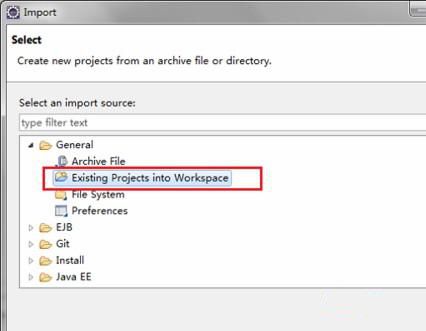 Import
Select
Create new projects from an archive file or directory.
Select an import source:
type filter text
General
Archive File
Existing Projects into Workspace
File System
Preferences
EJB
Git
Install
Java EE